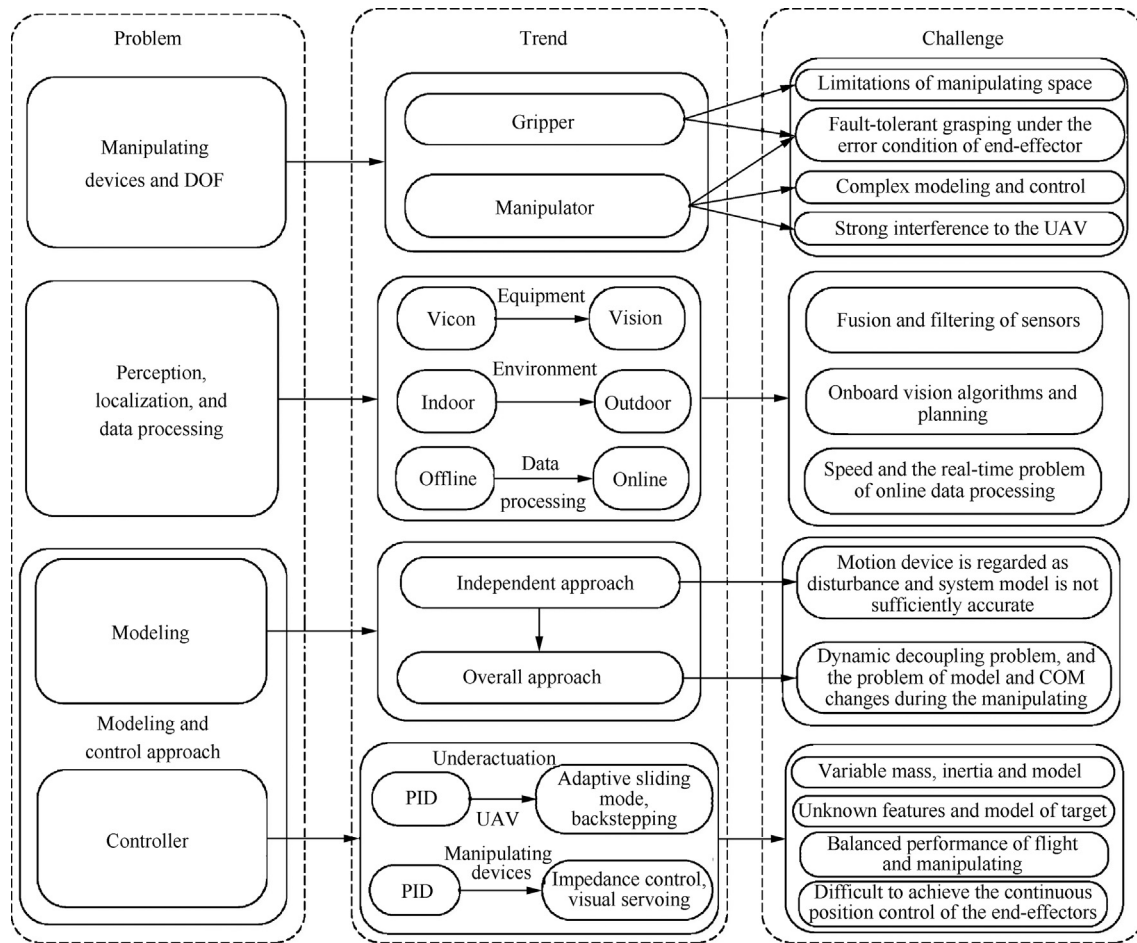 Problem
Manipulating
devices and DOF
Perception,
localization, and
data processing
Modeling
Modeling and
control approach
Controller
Trend
Gripper
Manipulator
Equipment
Vicon
Vision
Environment
Indoor
Outdoor
Data
Offline
Online
processing
Independent approach
Overall approach
Underactuation
PID
Adaptive sliding
mode,
backstepping
UAV
Manipulating
devices
PID
Impedance control,
visual servoing
Challenge
Limitations of manipulating space
Fault-tolerant grasping under the
error condition of end-effector
Complex modeling and control
Strong interference to the UAV
Fusion and filtering of sensors
Onboard vision algorithms and
planning
Speed and the real-time problem
of online data processing
Motion device is regarded as
disturbance and system model is not
sufficiently accurate
Dynamic decoupling problem, and
the problem of model and COM
changes during the manipulating
Variable mass, inertia and model
Unknown features and model of target
Balanced performance of flight
and manipulating
Difficult to achieve the continuous
position control of the end-effectors